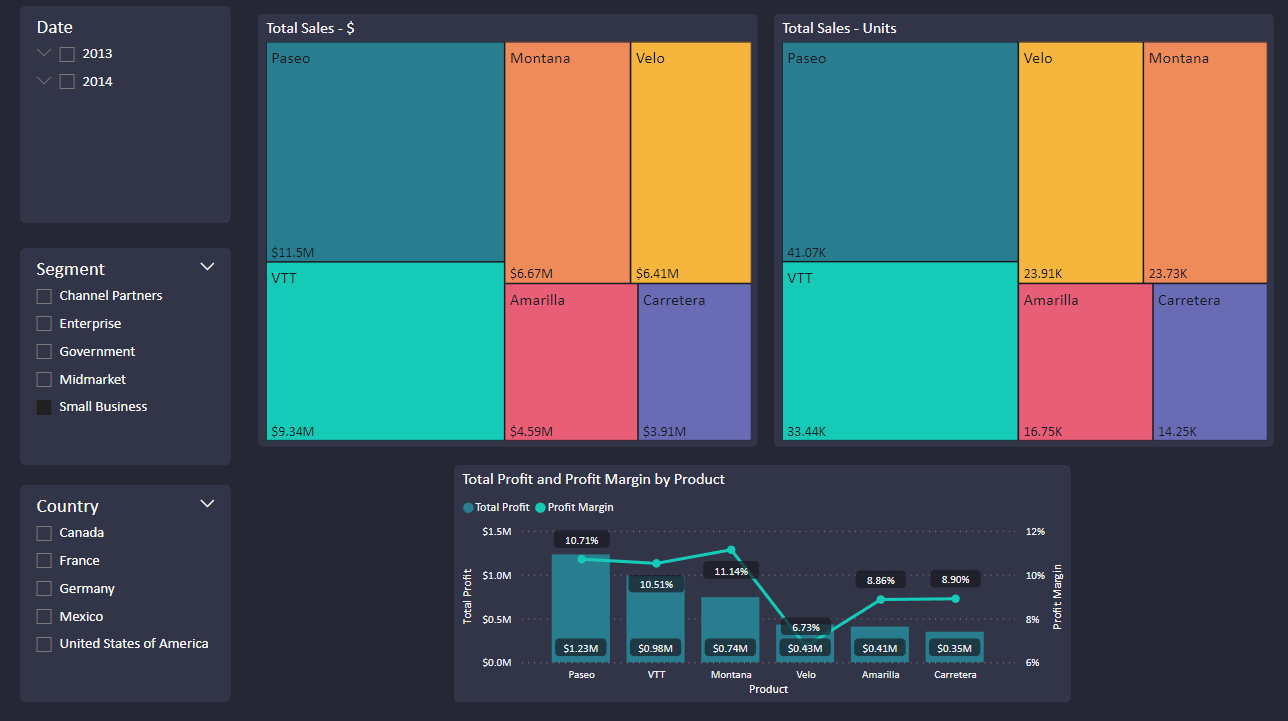 Date
2013
2014
Segment
Channel Partners
Enterprise
Government
Midmarket
Small Business
Country
Canada
France
Germany
Mexico
United States of America
Total Sales - $
Paseo
$11.5M
VTT
$9.34M
Montana
$6.67M
Velo
$6.41M
Amarilla
$4.59M
Carretera
$3.91M
Total Sales - Units
Paseo
41.07K
VTT
33.44K
Velo
23.91K
Montana
23.73K
Amarilla
16.75K
Carretera
14.25K
Total Profit and Profit Margin by Product
Total Profit Profit Margin
Total Profit
$1.5M
$1.0M
$0.5M
$0.0M
10.71%
10.51%
11.14%
6.73%
8.86%
8.90%
$1.23M $0.98M $0.74M $0.43M $0.41M $0.35M
Paseo VTT Montana Velo Amarilla Carretera
Product
12%
10%
8%
6%
Profit Margin